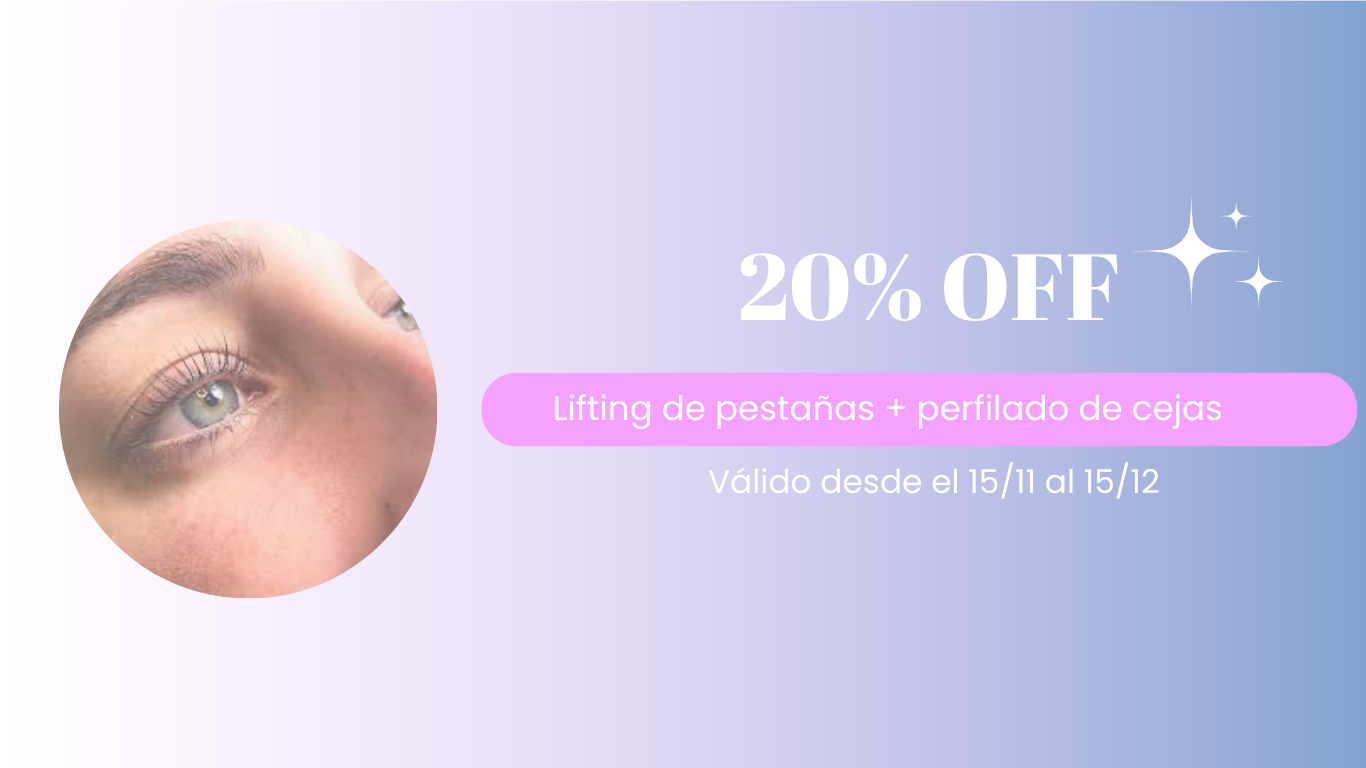 20% OFF
Lifting de pestañas + perfilado de cejas
Válido desde el 15/11 al 15/12